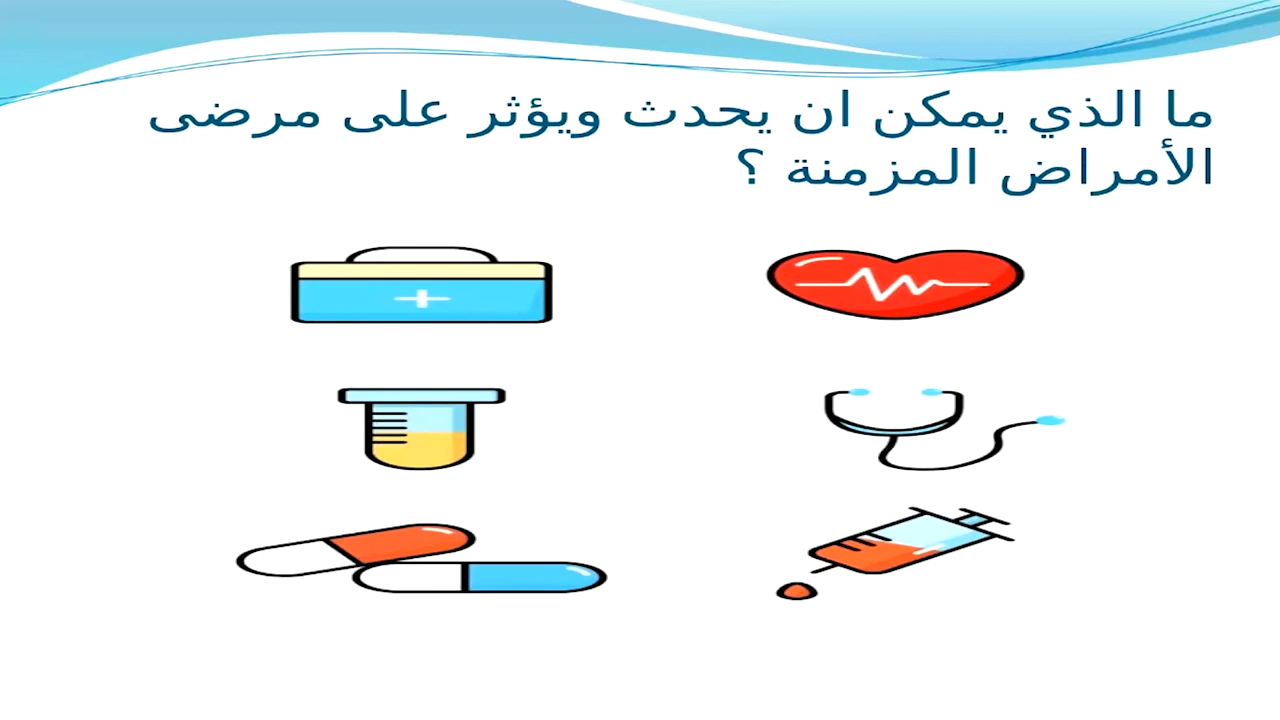 ما الذي يمكن ان يحدث ويؤثر على مرضى
الأمراض المزمنة ؟